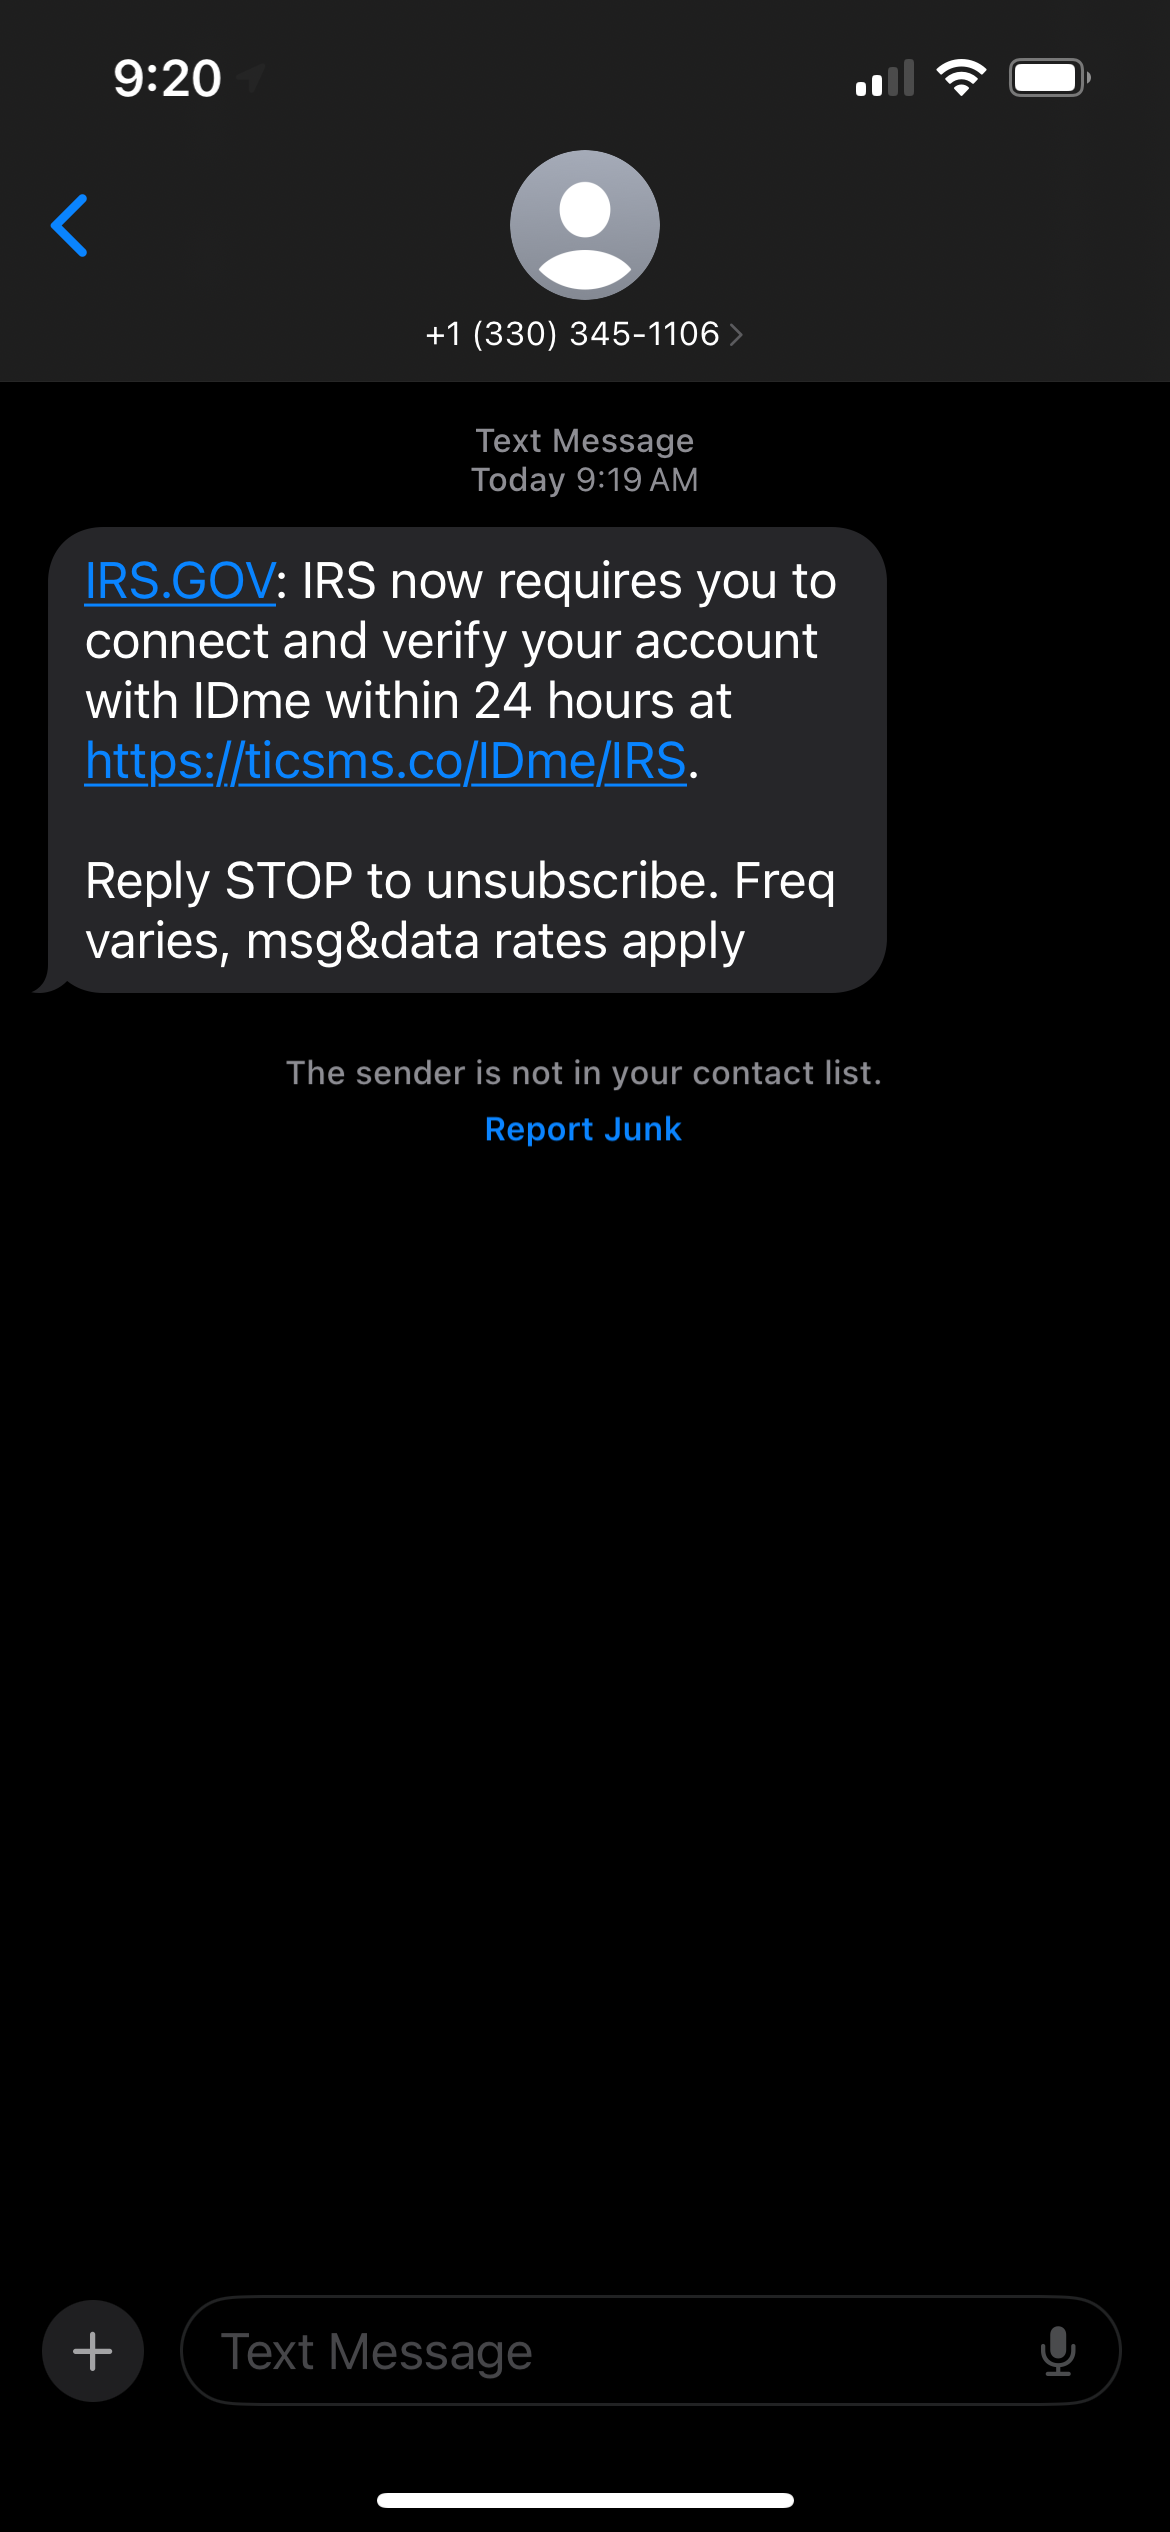 9:20
+1 (330) 345-1106
Text Message
Today 9:19 AM
IRS.GOV: IRS now requires you to
connect and verify your account
with IDme within 24 hours at
https://ticsms.co/IDme/IRS.
Reply STOP to unsubscribe. Freq
varies, msg&data rates apply
The sender is not in your contact list.
Report Junk
Text Message